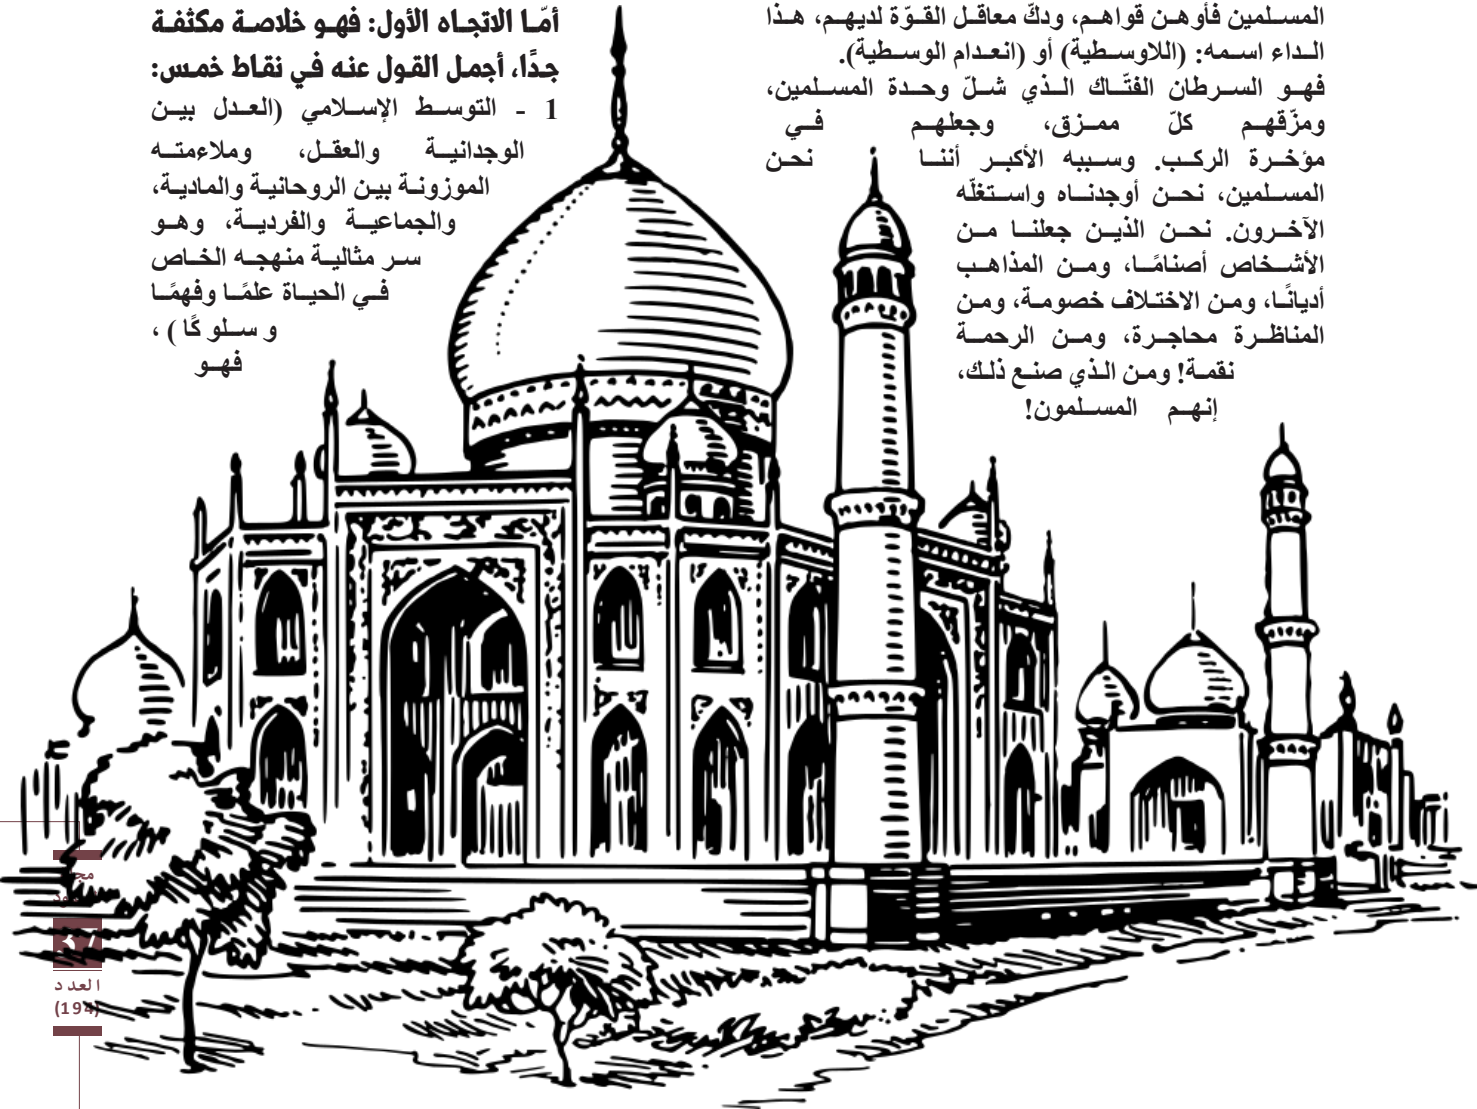 المسلمين فأوهن قواهم، ودكّ معاقل القوّة لديهم، هذا
الداء اسمه: (اللاوسطية) أو (انعدام الوسطية).
فهو السرطان الفتّاك الذي شلّ وحدة المسلمين،
ومزّقهم كلّ ممزق، وجعلهم في
مؤخرة الركب. وسببه الأكبر أننا نحن
المسلمين، نحن أوجدناه واستغلّه
الآخرون. نحن الذين جعلنا من
الأشخاص أصنامًا، ومن المذاهب
أديانًا، ومن الاختلاف خصومة، ومن
المناظرة محاجرة، ومن الرحمة
نقمة! ومن الذي صنع ذلك،
إنهم المسلمون!
أمّا الاتجاه الأول: فهو خلاصة مكثفة
جدًا، أجمل القول عنه في نقاط خمس:
1 - التوسط الإسلامي (العدل بين
الوجدانية والعقل، وملاءمته
الموزونة بين الروحانية والمادية،
والجماعية والفردية، وهو
سر مثالية منهجه الخاص
في الحياة علمًا وفهمًا
وسلوكًا)،
فهو
العدد
(194)